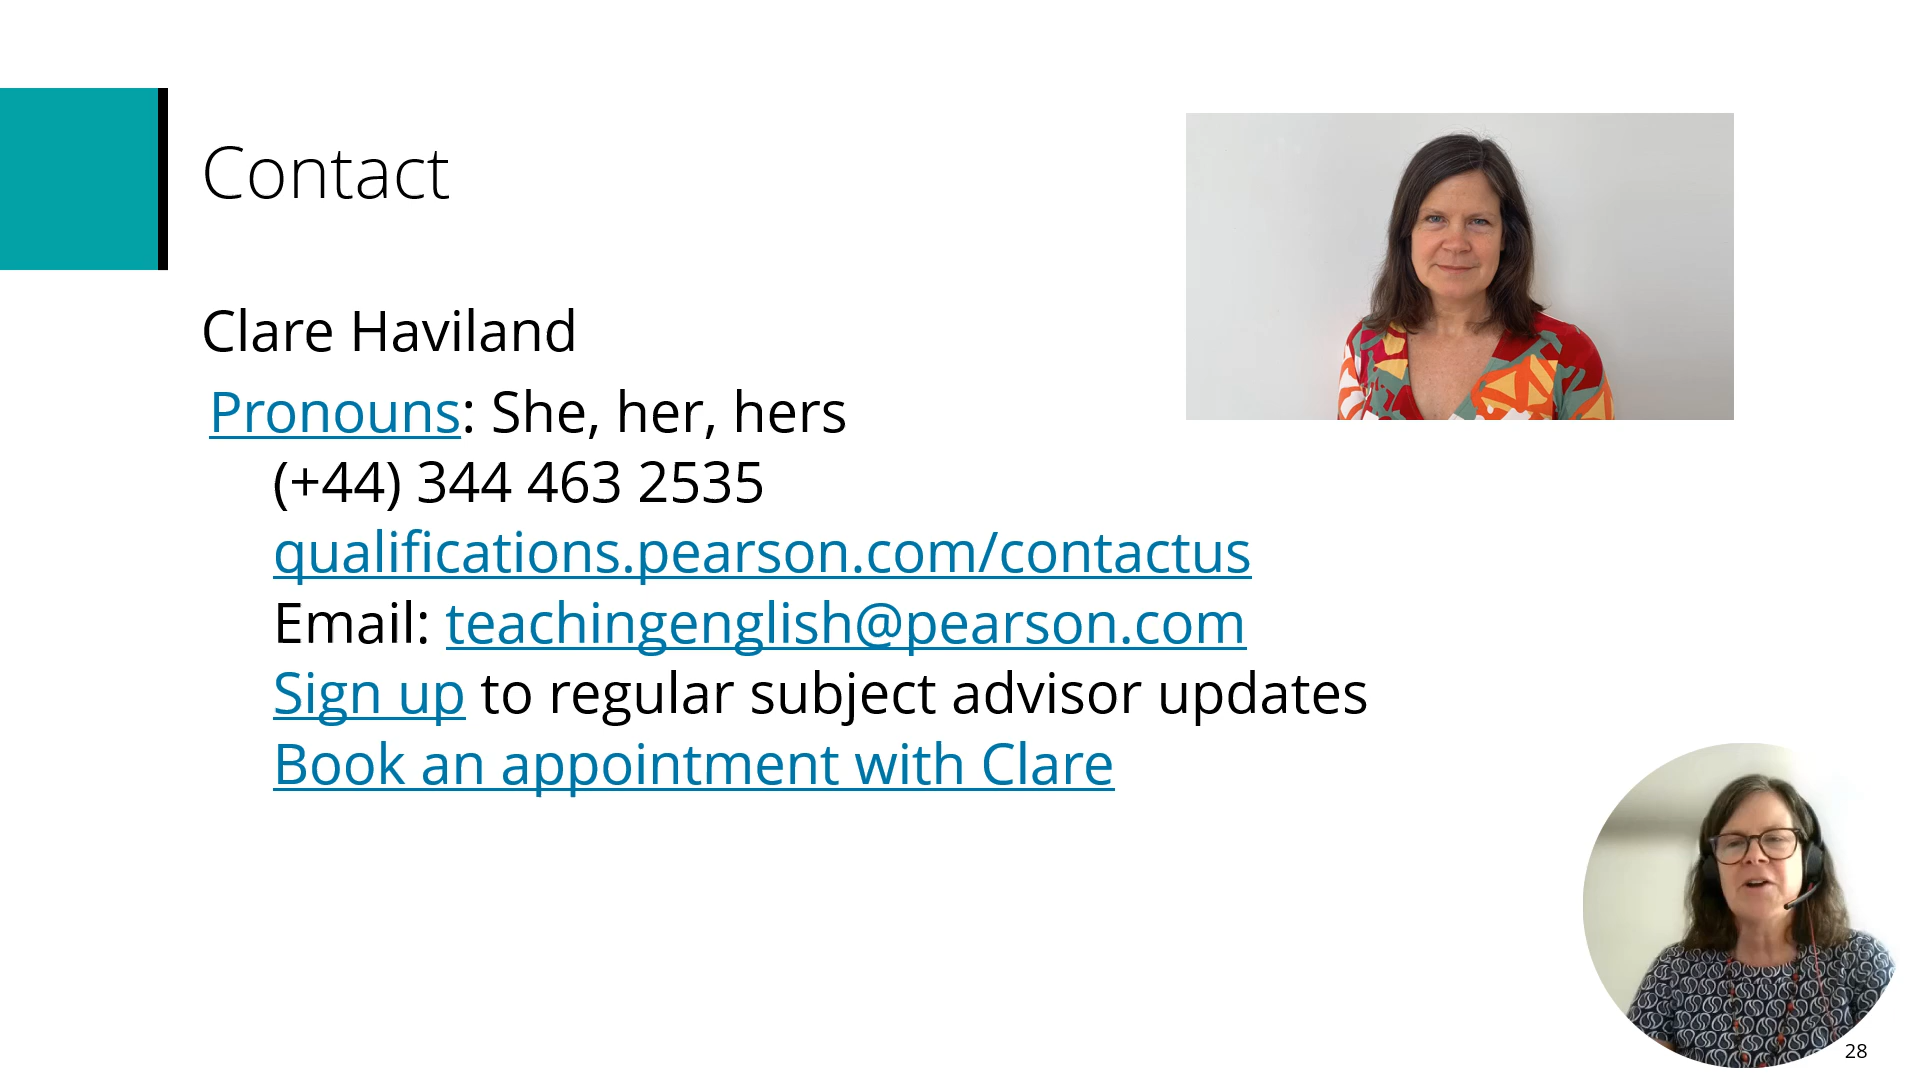 Contact
Clare Haviland
Pronouns: She, her, hers
(+44) 344 463 2535
qualifications.pearson.com/contactus
Email: teachingenglish@pearson.com
Sign up to regular subject advisor updates
Book an appointment with Clare
28